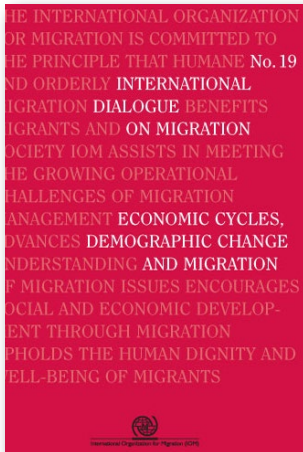 HE INTERNATIONAL ORGANIZATION
OR MIGRATION IS COMMITTED TO
HE PRINCIPLE THAT HUMANE No. 19
ND ORDERLY INTERNATIONAL
IGRATION DIALOGUE BENEFITS
IGRANTS AND ON MIGRATION
OCIETY IOM ASSISTS IN MEETING
HE GROWING OPERATIONAL
HALLENGES OF MIGRATION
ANAGEMENT ECONOMIC CYCLES,
DVANCES DEMOGRAPHIC CHANGE
NDERSTANDING AND MIGRATION
F MIGRATION ISSUES ENCOURAGES
OCIAL AND ECONOMIC DEVELOP-
ENT THROUGH MIGRATION
PHOLDS THE HUMAN DIGNITY AND
ELL-BEING OF MIGRANTS
International Organization for Migration (IOM)